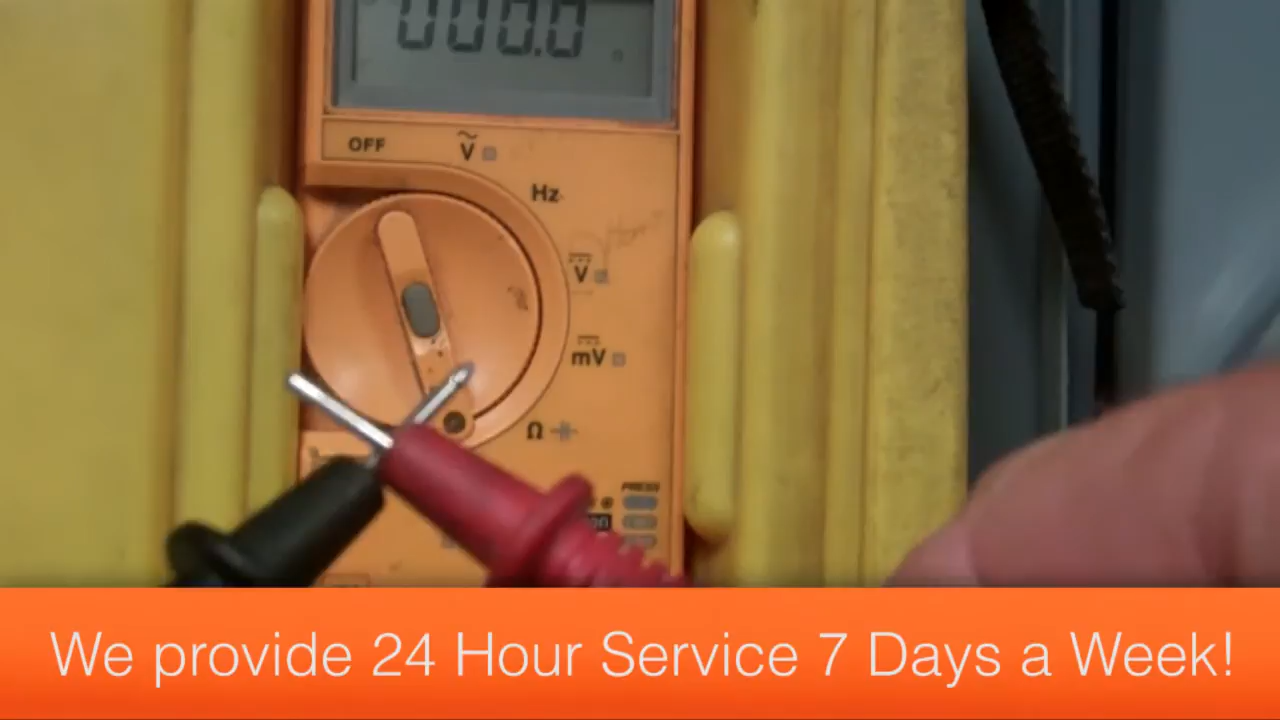 000.0
OFF
V
Hz
V
mV
Ω
PRESS
We provide 24 Hour Service 7 Days a Week!